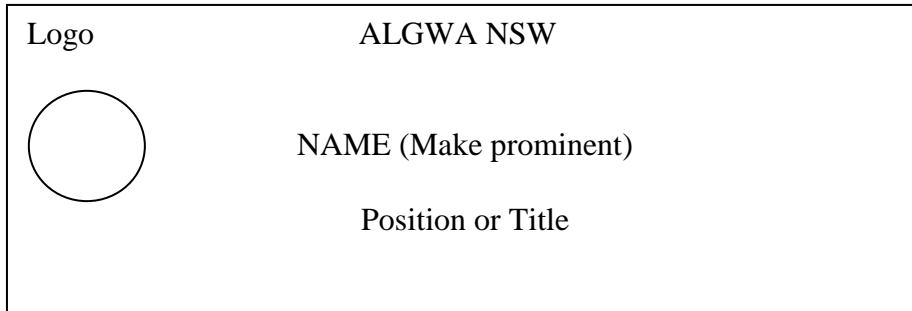 Logo ALGWA NSW
NAME (Make prominent)
Position or Title